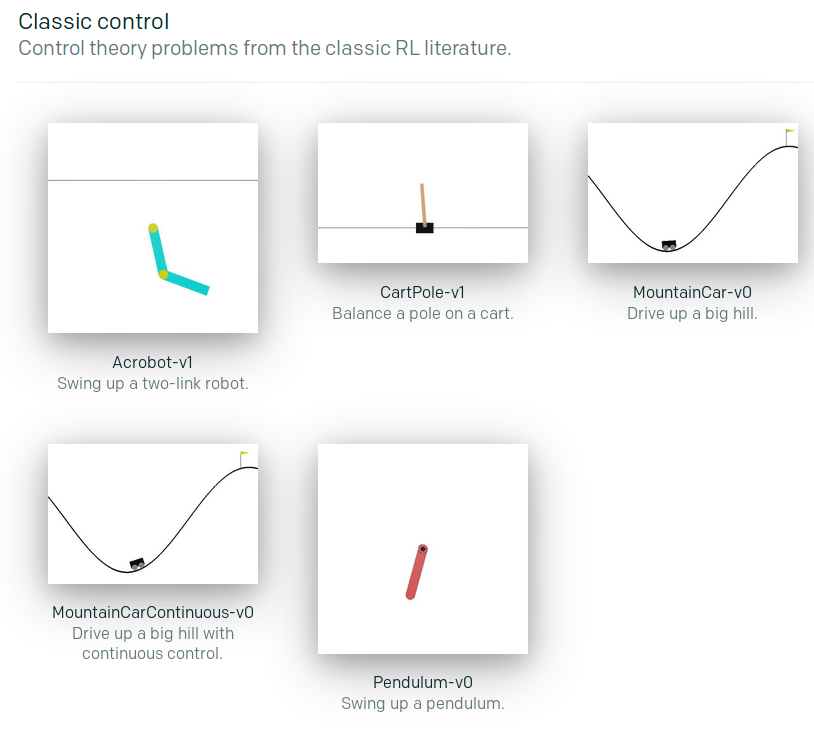 Classic control
Control theory problems from the classic RL literature.
Acrobot-v1
Swing up a two-link robot.
CartPole-v1
Balance a pole on a cart.
MountainCar-v0
Drive up a big hill.
MountainCarContinuous-v0
Drive up a big hill with
continuous control.
Pendulum-v0
Swing up a pendulum.